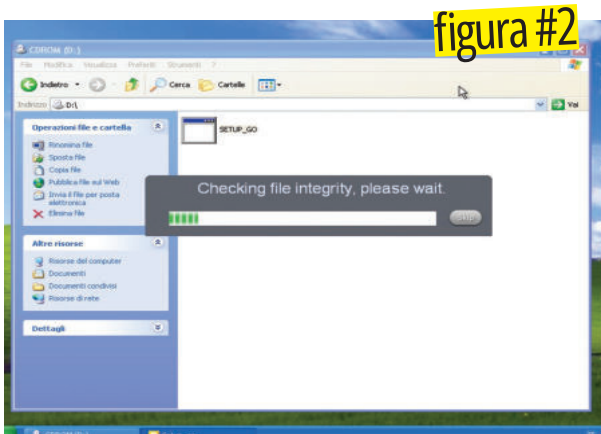 figura #2
CDROM (D:)
File Modifica Visualizza Preferiti Strumenti ?
Indietro Cerca Cartelle
Indirizzo D:\ Vai
Operazioni file e cartella
SETUP_GO
Rinomina file
Sposta file
Copia file
Pubblica file sul Web
Invia il file per posta
elettronica
Elimina file
Checking file integrity, please wait.
Skip
Altre risorse
Risorse del computer
Documenti
Documenti condivisi
Risorse di rete
Dettagli
CDROM (D:)